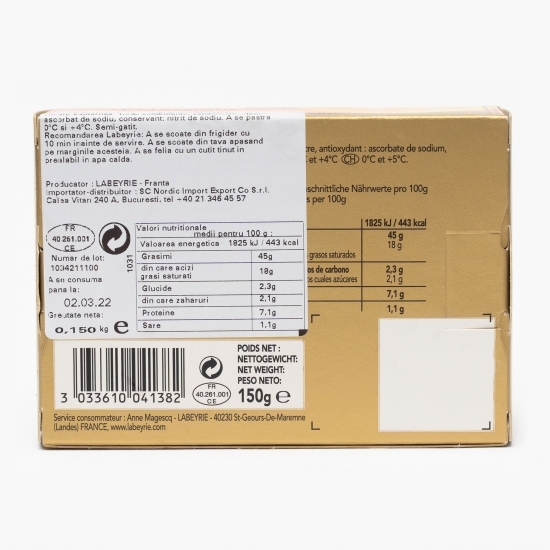 ascorbat de sodiu, conservant: nitrit de sodiu. A se pastra
0°C si +4°C. Semi-gatit.
Recomandarea Labeyrie: A se scoate din frigider cu
10 min inainte de servire. A se scoate din tava apasand
pe marginile acesteia. A se felia cu un cutit tinut in
prealabil in apa calda.
Producator : LABEYRIE - Franta
Importator-distribuitor : SC Nordic Import Export Co S.r.l.
Calea Vitan 240 A. Bucuresti. tel +40 21 346 45 57
cre, antioxydant : ascorbate de sodium,
et +4°C CH 0°C et +5°C.
schnittliche Nährwerte pro 100g
s per 100g
FR
40.261.001
CE
Numar de lot:
1034211100
A se consuma
pana la:
02.03.22
Greutate neta:
0,150 kg e
1031
Valori nutritionale
medii pentru 100 g :
Valoarea energetica 1825 kJ / 443 kcal
Grasimi 45g
din care acizi
grasi saturati 18g
Glucide 2,3g
din care zaharuri 2,1g
Proteine 7,1g
Sare 1,1g
1825 kJ / 443 kcal
45 g
grasos saturados 18 g
os de carbono 2,3 g
os cuales azúcares 2,1 g
7,1 g
1,1 g
3 033610 041382
FR
40.261.001
CE
POIDS NET :
NETTOGEWICHT:
NET WEIGHT:
PESO NETO:
150g e
Service consommateur : Anne Magescq - LABEYRIE - 40230 St-Geours-De-Maremne
(Landes) FRANCE, www.labeyrie.com